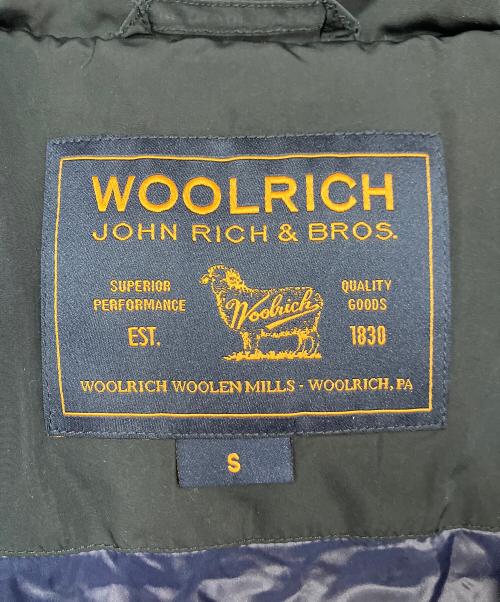 WOOLRICH
JOHN RICH & BROS.
SUPERIOR
PERFORMANCE
EST.
Woolrich
QUALITY
GOODS
1830
WOOLRICH WOOLEN MILLS - WOOLRICH, PA
S